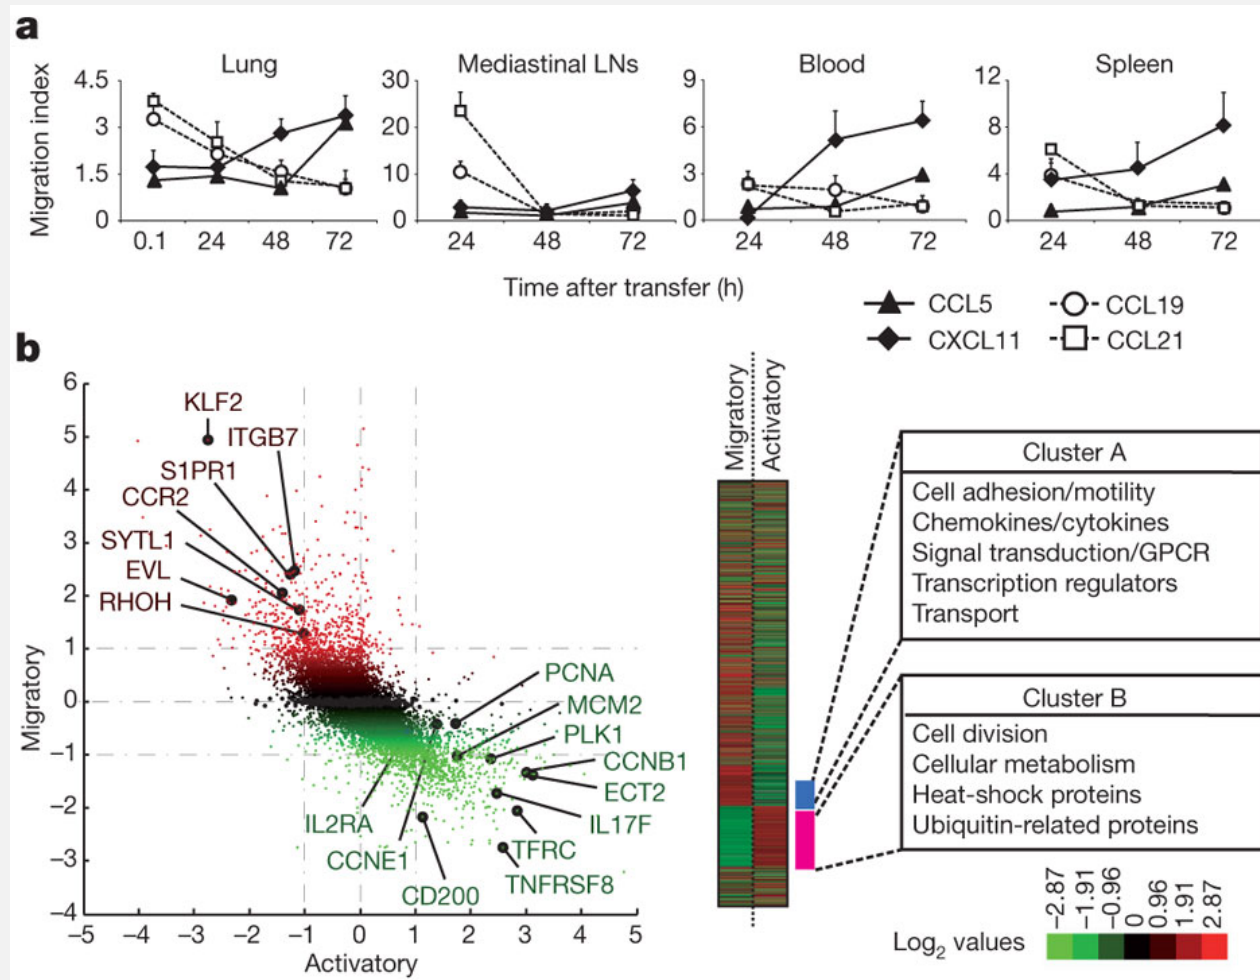 a
Lung
Mediastinal LNs
Blood
Spleen
Migration index
4.5
3
1.5
0
0.1 24 48 72
30
20
10
0
24 48 72
9
6
3
0
24 48 72
12
8
4
0
24 48 72
Time after transfer (h)
CCL5
CCL19
CXCL11
CCL21
b
Migratory
6
5
4
3
2
1
0
−1
−2
−3
−4
−5 −4 −3 −2 −1 0 1 2 3 4 5
Activatory
KLF2
ITGB7
S1PR1
CCR2
SYTL1
EVL
RHOH
PCNA
MCM2
PLK1
CCNB1
ECT2
IL17F
TFRC
TNFRSF8
IL2RA
CCNE1
CD200
Migratory
Activatory
Cluster A
Cell adhesion/motility
Chemokines/cytokines
Signal transduction/GPCR
Transcription regulators
Transport
Cluster B
Cell division
Cellular metabolism
Heat-shock proteins
Ubiquitin-related proteins
−2.87
−1.91
−0.96
0
0.96
1.91
2.87
Log2 values